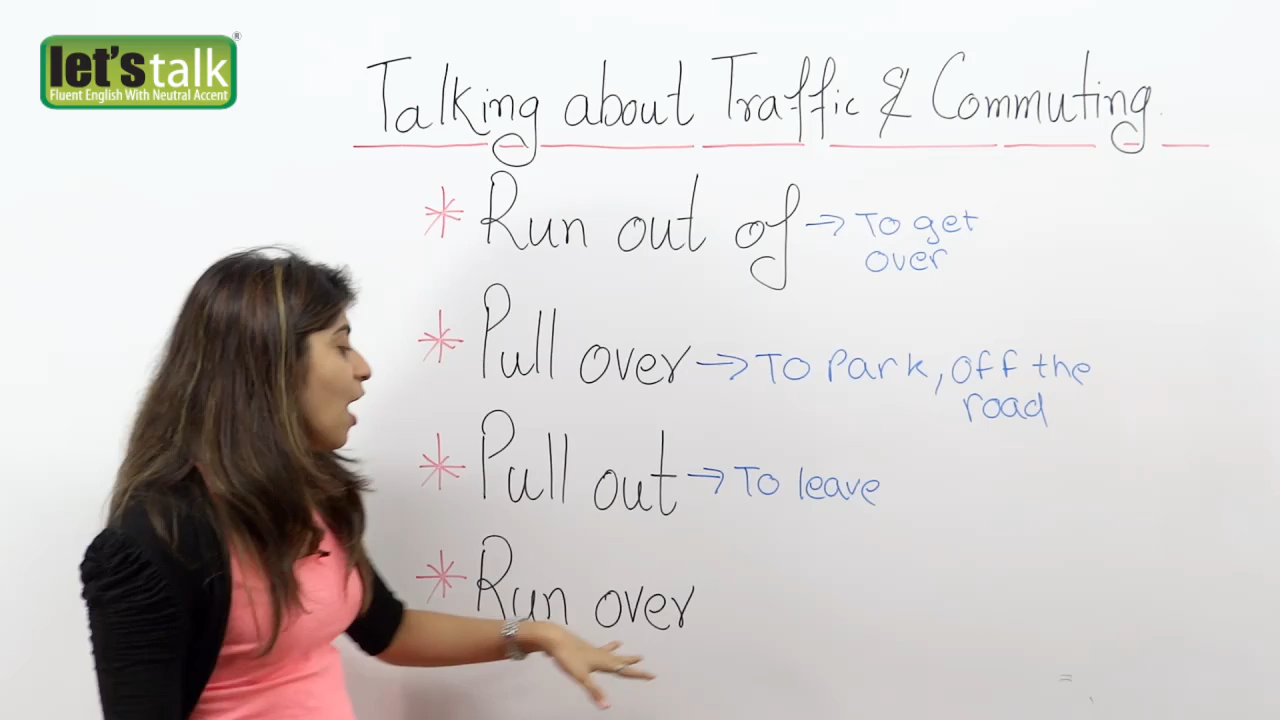 let's talk®
Fluent English With Neutral Accent
Talking about Traffic & Commuting
* Run out of → To get
over
* Pull over → To Park, off the
road
* Pull out → To leave
* Run over